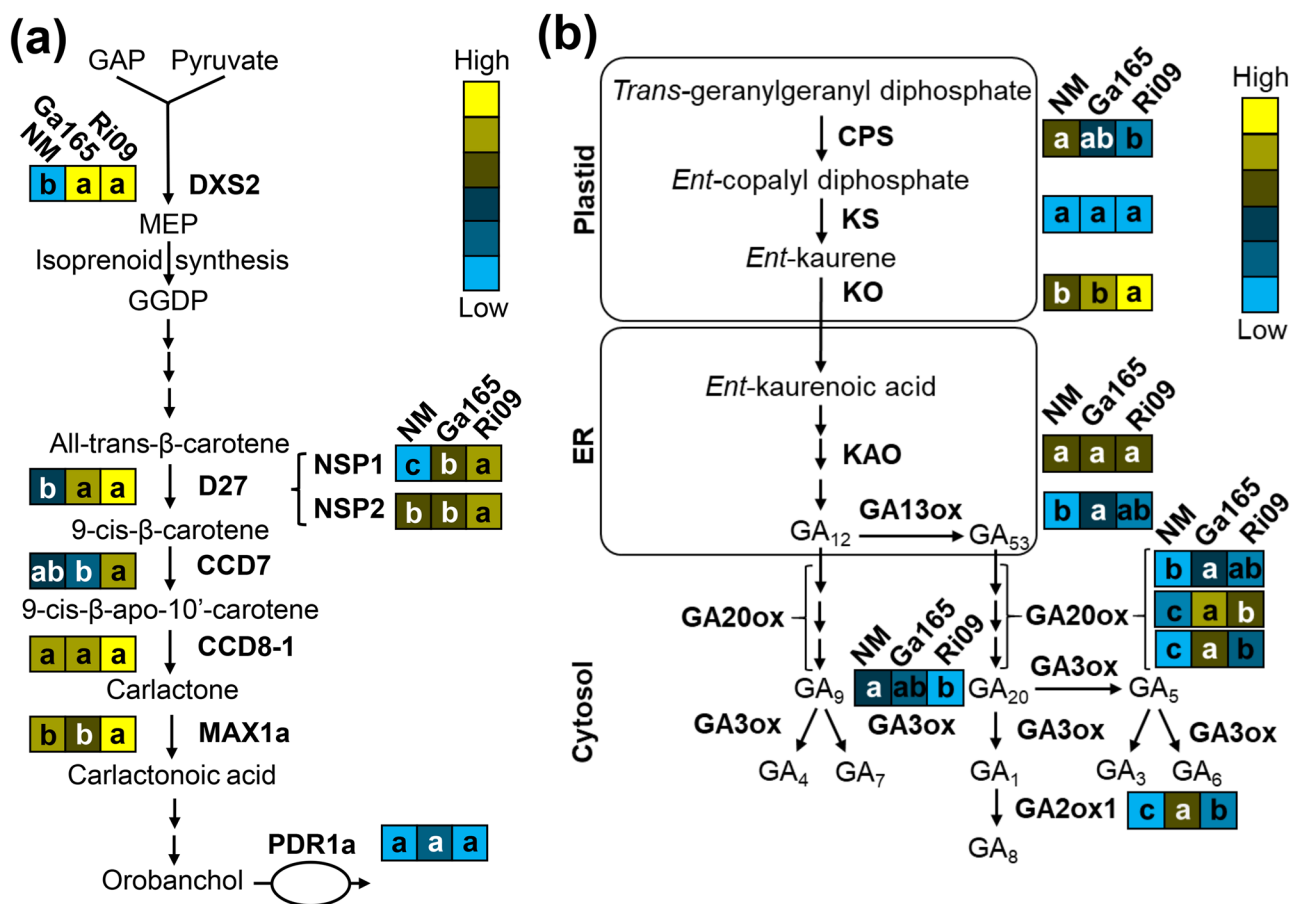 (a)
GAP Pyruvate
High
Low
NM Ga165 Ri09
b a a
DXS2
MEP
Isoprenoid synthesis
GGDP
All-trans-β-carotene
NM Ga165 Ri09
NSP1
c b a
NSP2
b b a
b a a
D27
9-cis-β-carotene
ab b a
CCD7
9-cis-β-apo-10’-carotene
a a a
CCD8-1
Carlactone
b b a
MAX1a
Carlactonoic acid
PDR1a
a a a
Orobanchol
(b)
High
Low
Plastid
Trans-geranylgeranyl diphosphate
NM Ga165 Ri09
CPS
a ab b
Ent-copalyl diphosphate
KS
a a a
Ent-kaurene
KO
b b a
ER
Ent-kaurenoic acid
NM Ga165 Ri09
KAO
a a a
GA13ox
b a ab
GA12 GA53
Cytosol
GA20ox
GA20ox
NM Ga165 Ri09
b a ab
c a b
c a b
NM Ga165 Ri09
GA9
a ab b
GA20
GA3ox
GA5
GA3ox
GA3ox
GA3ox
GA3ox
GA4 GA7
GA1
GA3 GA6
GA2ox1
c a b
GA8